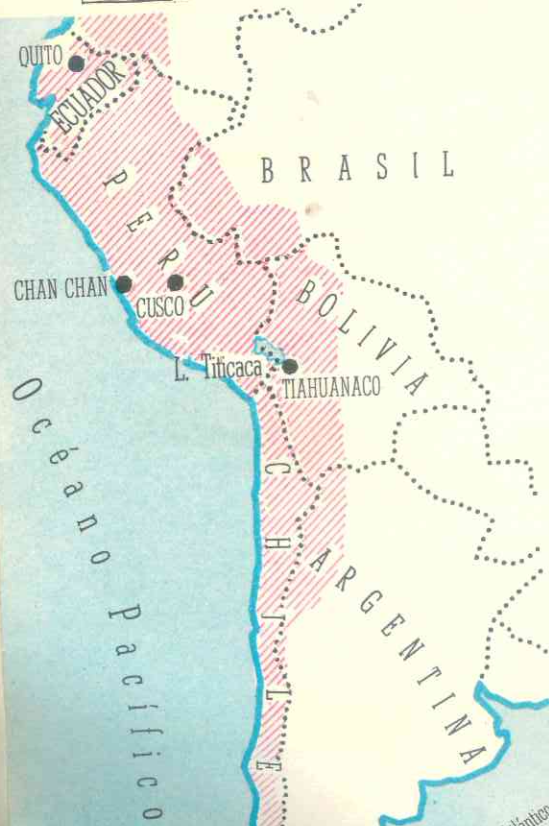 QUITO
ECUADOR
BRASIL
PERU
CHAN CHAN
CUSCO
BOLIVIA
L. Titicaca
TIAHUANACO
CHILE
ARGENTINA
Océano Pacífico